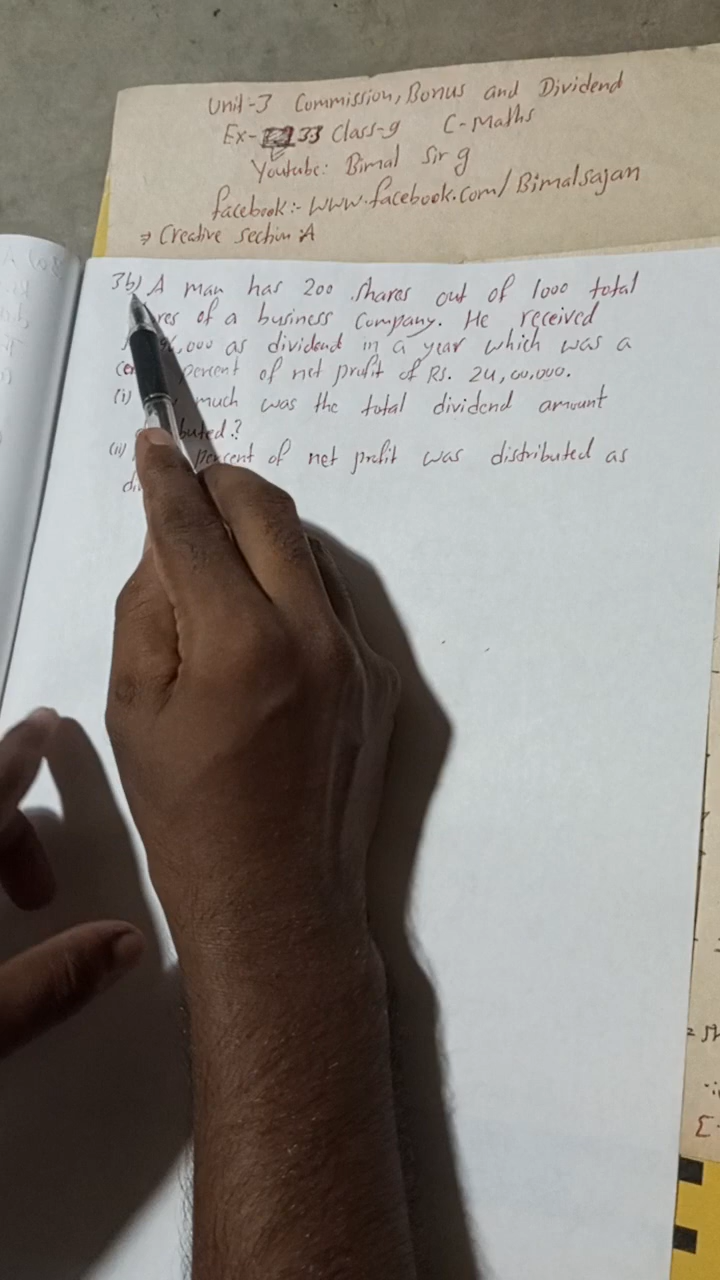 Unit-3 Commission, Bonus and Dividend
Ex- 33 Class-9 C-Maths
Youtube: Bimal Sir g
facebook:- www.facebook.com/Bimalsajan
⇒ Creative section:A
3b) A man has 200 shares out of 1000 total
res of a business company. He received
6,000 as dividend in a year which was a
percent of net profit of Rs. 24,00,000.
(i) much was the total dividend amount
buted?
(ii) percent of net profit was distributed as
di